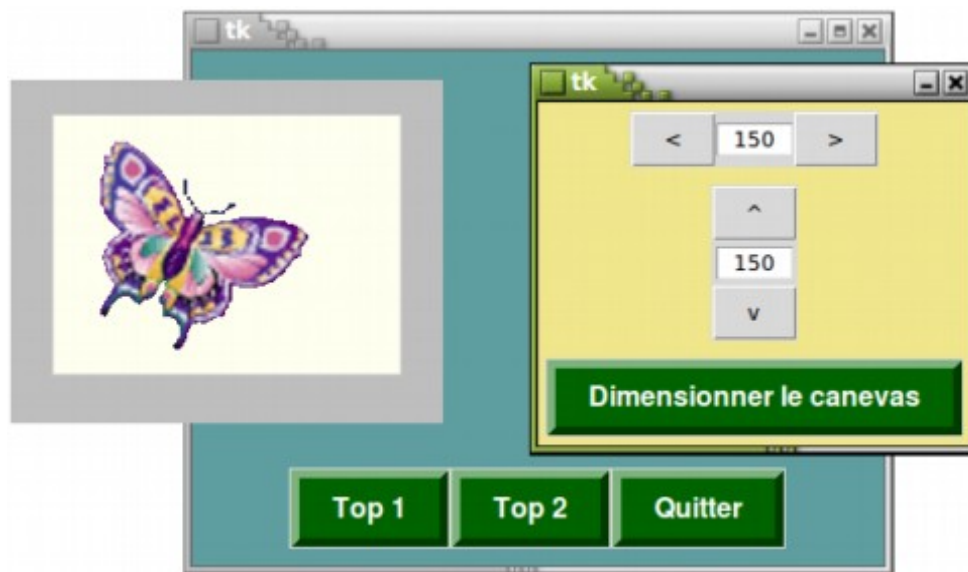 tk
tk
< 150 >
^
150
v
Dimensionner le canevas
Top 1 Top 2 Quitter